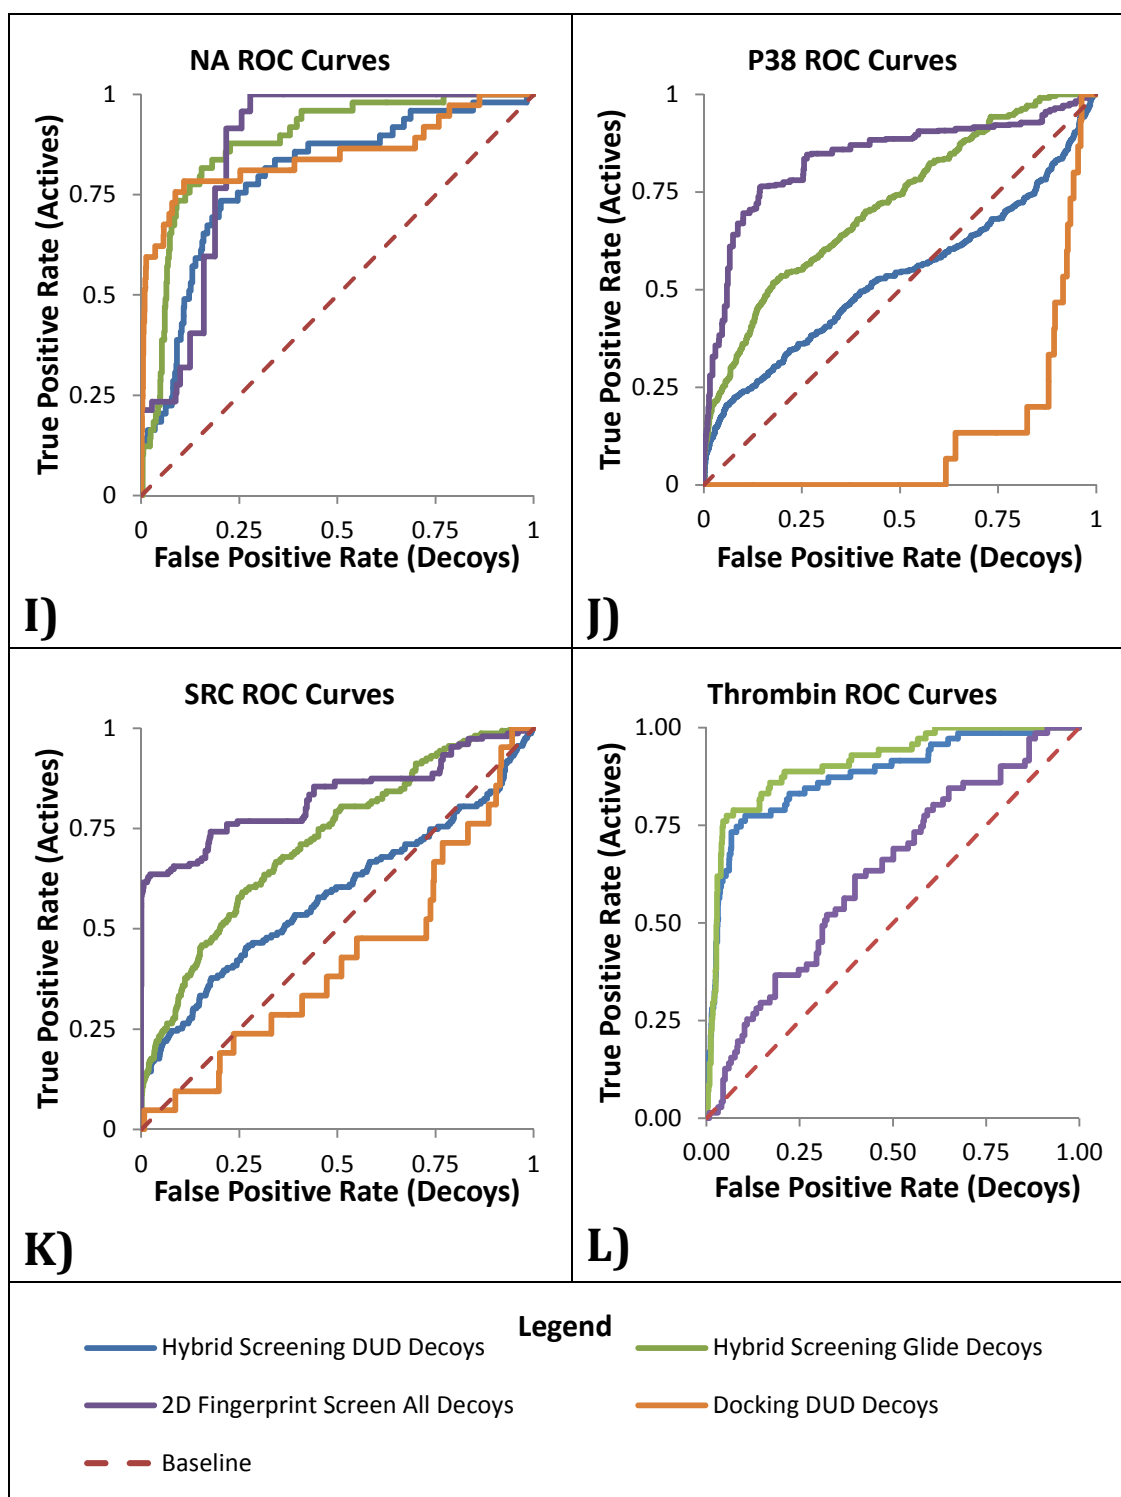 NA ROC Curves
True Positive Rate (Actives)
1
0.75
0.5
0.25
0
0 0.25 0.5 0.75 1
False Positive Rate (Decoys)
I)
P38 ROC Curves
True Positive Rate (Actives)
1
0.75
0.5
0.25
0
0 0.25 0.5 0.75 1
False Positive Rate (Decoys)
J)
SRC ROC Curves
True Positive Rate (Actives)
1
0.75
0.5
0.25
0
0 0.25 0.5 0.75 1
False Positive Rate (Decoys)
K)
Thrombin ROC Curves
True Positive Rate (Actives)
1.00
0.75
0.50
0.25
0.00
0.00 0.25 0.50 0.75 1.00
False Positive Rate (Decoys)
L)
Legend
Hybrid Screening DUD Decoys
Hybrid Screening Glide Decoys
2D Fingerprint Screen All Decoys
Docking DUD Decoys
Baseline